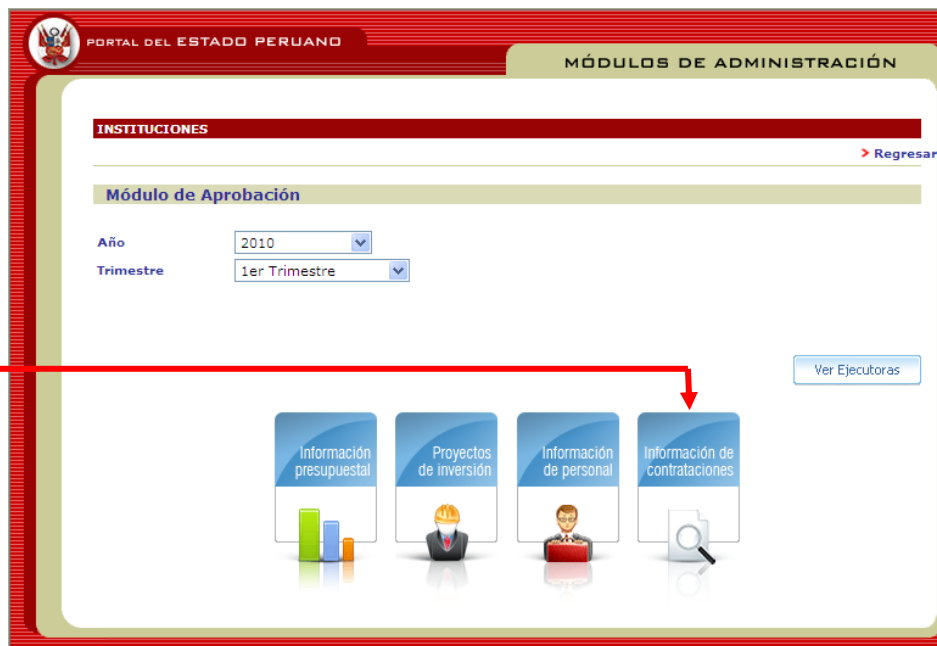 PORTAL DEL ESTADO PERUANO
MÓDULOS DE ADMINISTRACIÓN
INSTITUCIONES
> Regresar
Módulo de Aprobación
Año
2010
Trimestre
1er Trimestre
Ver Ejecutoras
Información
presupuestal
Proyectos
de inversión
Información
de personal
Información de
contrataciones